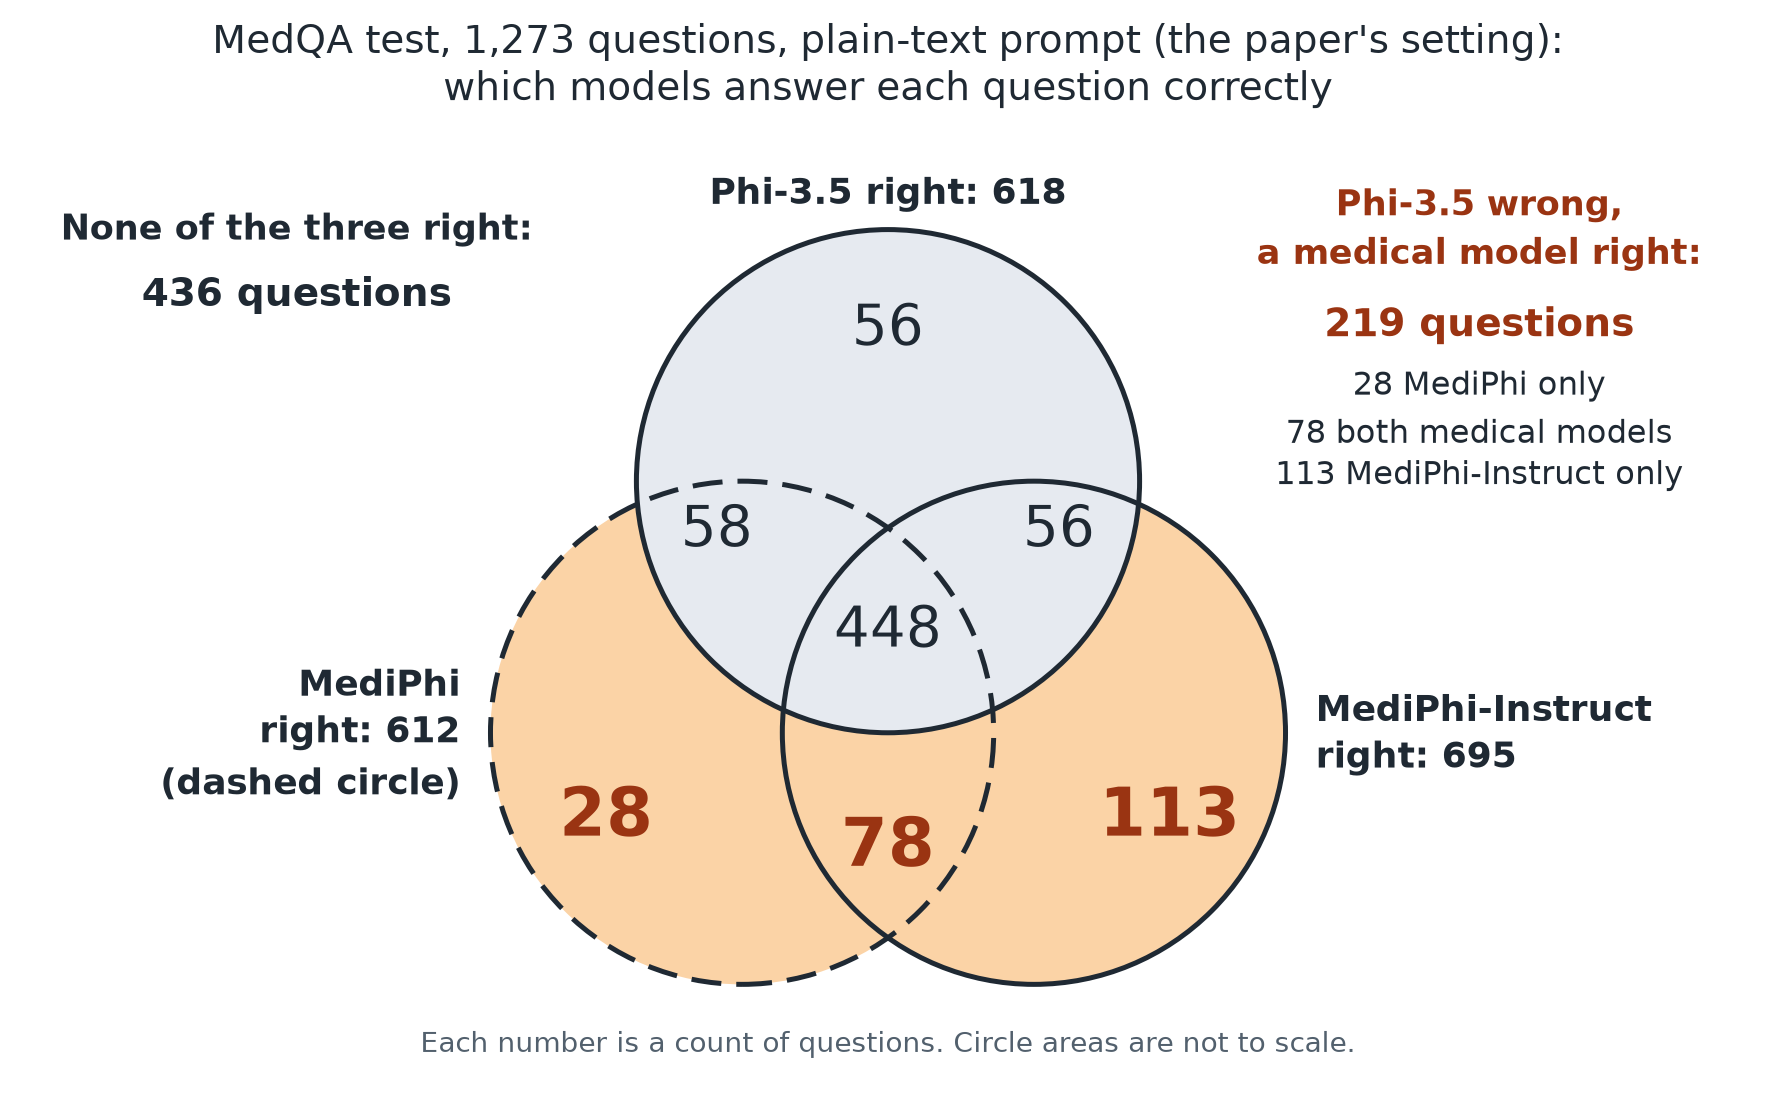 MedQA test, 1,273 questions, plain-text prompt (the paper's setting):
which models answer each question correctly
Phi-3.5 right: 618
None of the three right:
436 questions
Phi-3.5 wrong,
a medical model right:
219 questions
28 MediPhi only
78 both medical models
113 MediPhi-Instruct only
56
58
56
448
MediPhi
right: 612
(dashed circle)
MediPhi-Instruct
right: 695
28
78
113
Each number is a count of questions. Circle areas are not to scale.